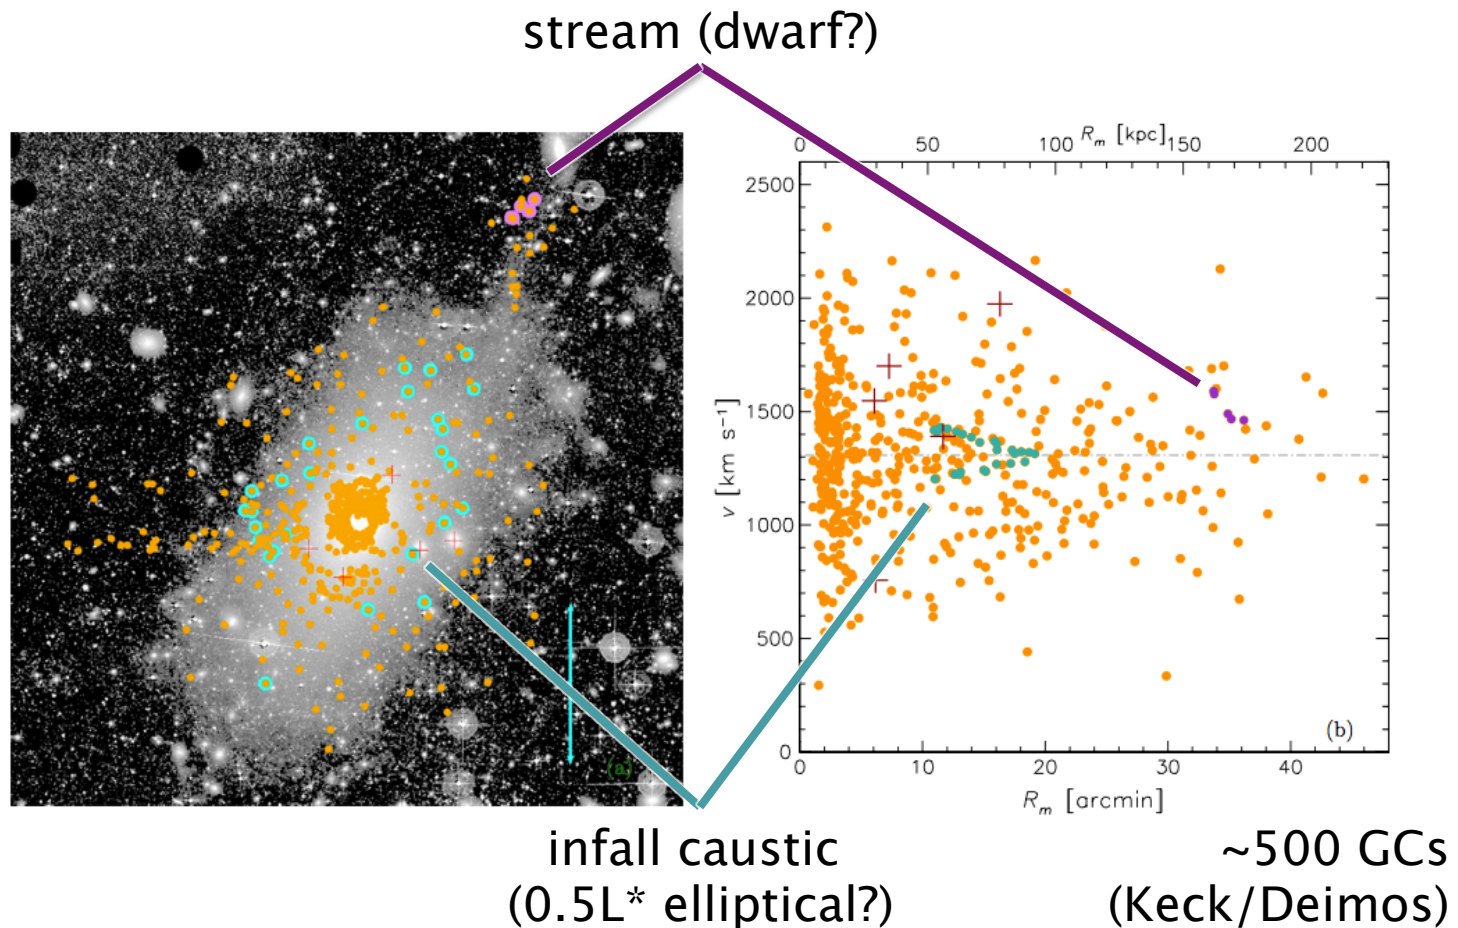 stream (dwarf?)
0 50 100 R_m [kpc] 150 200
2500
2000
1500
1000
500
0
v [km s⁻¹]
(a)
(b)
0 10 20 30 40
R_m [arcmin]
infall caustic
(0.5L* elliptical?)
~500 GCs
(Keck/Deimos)